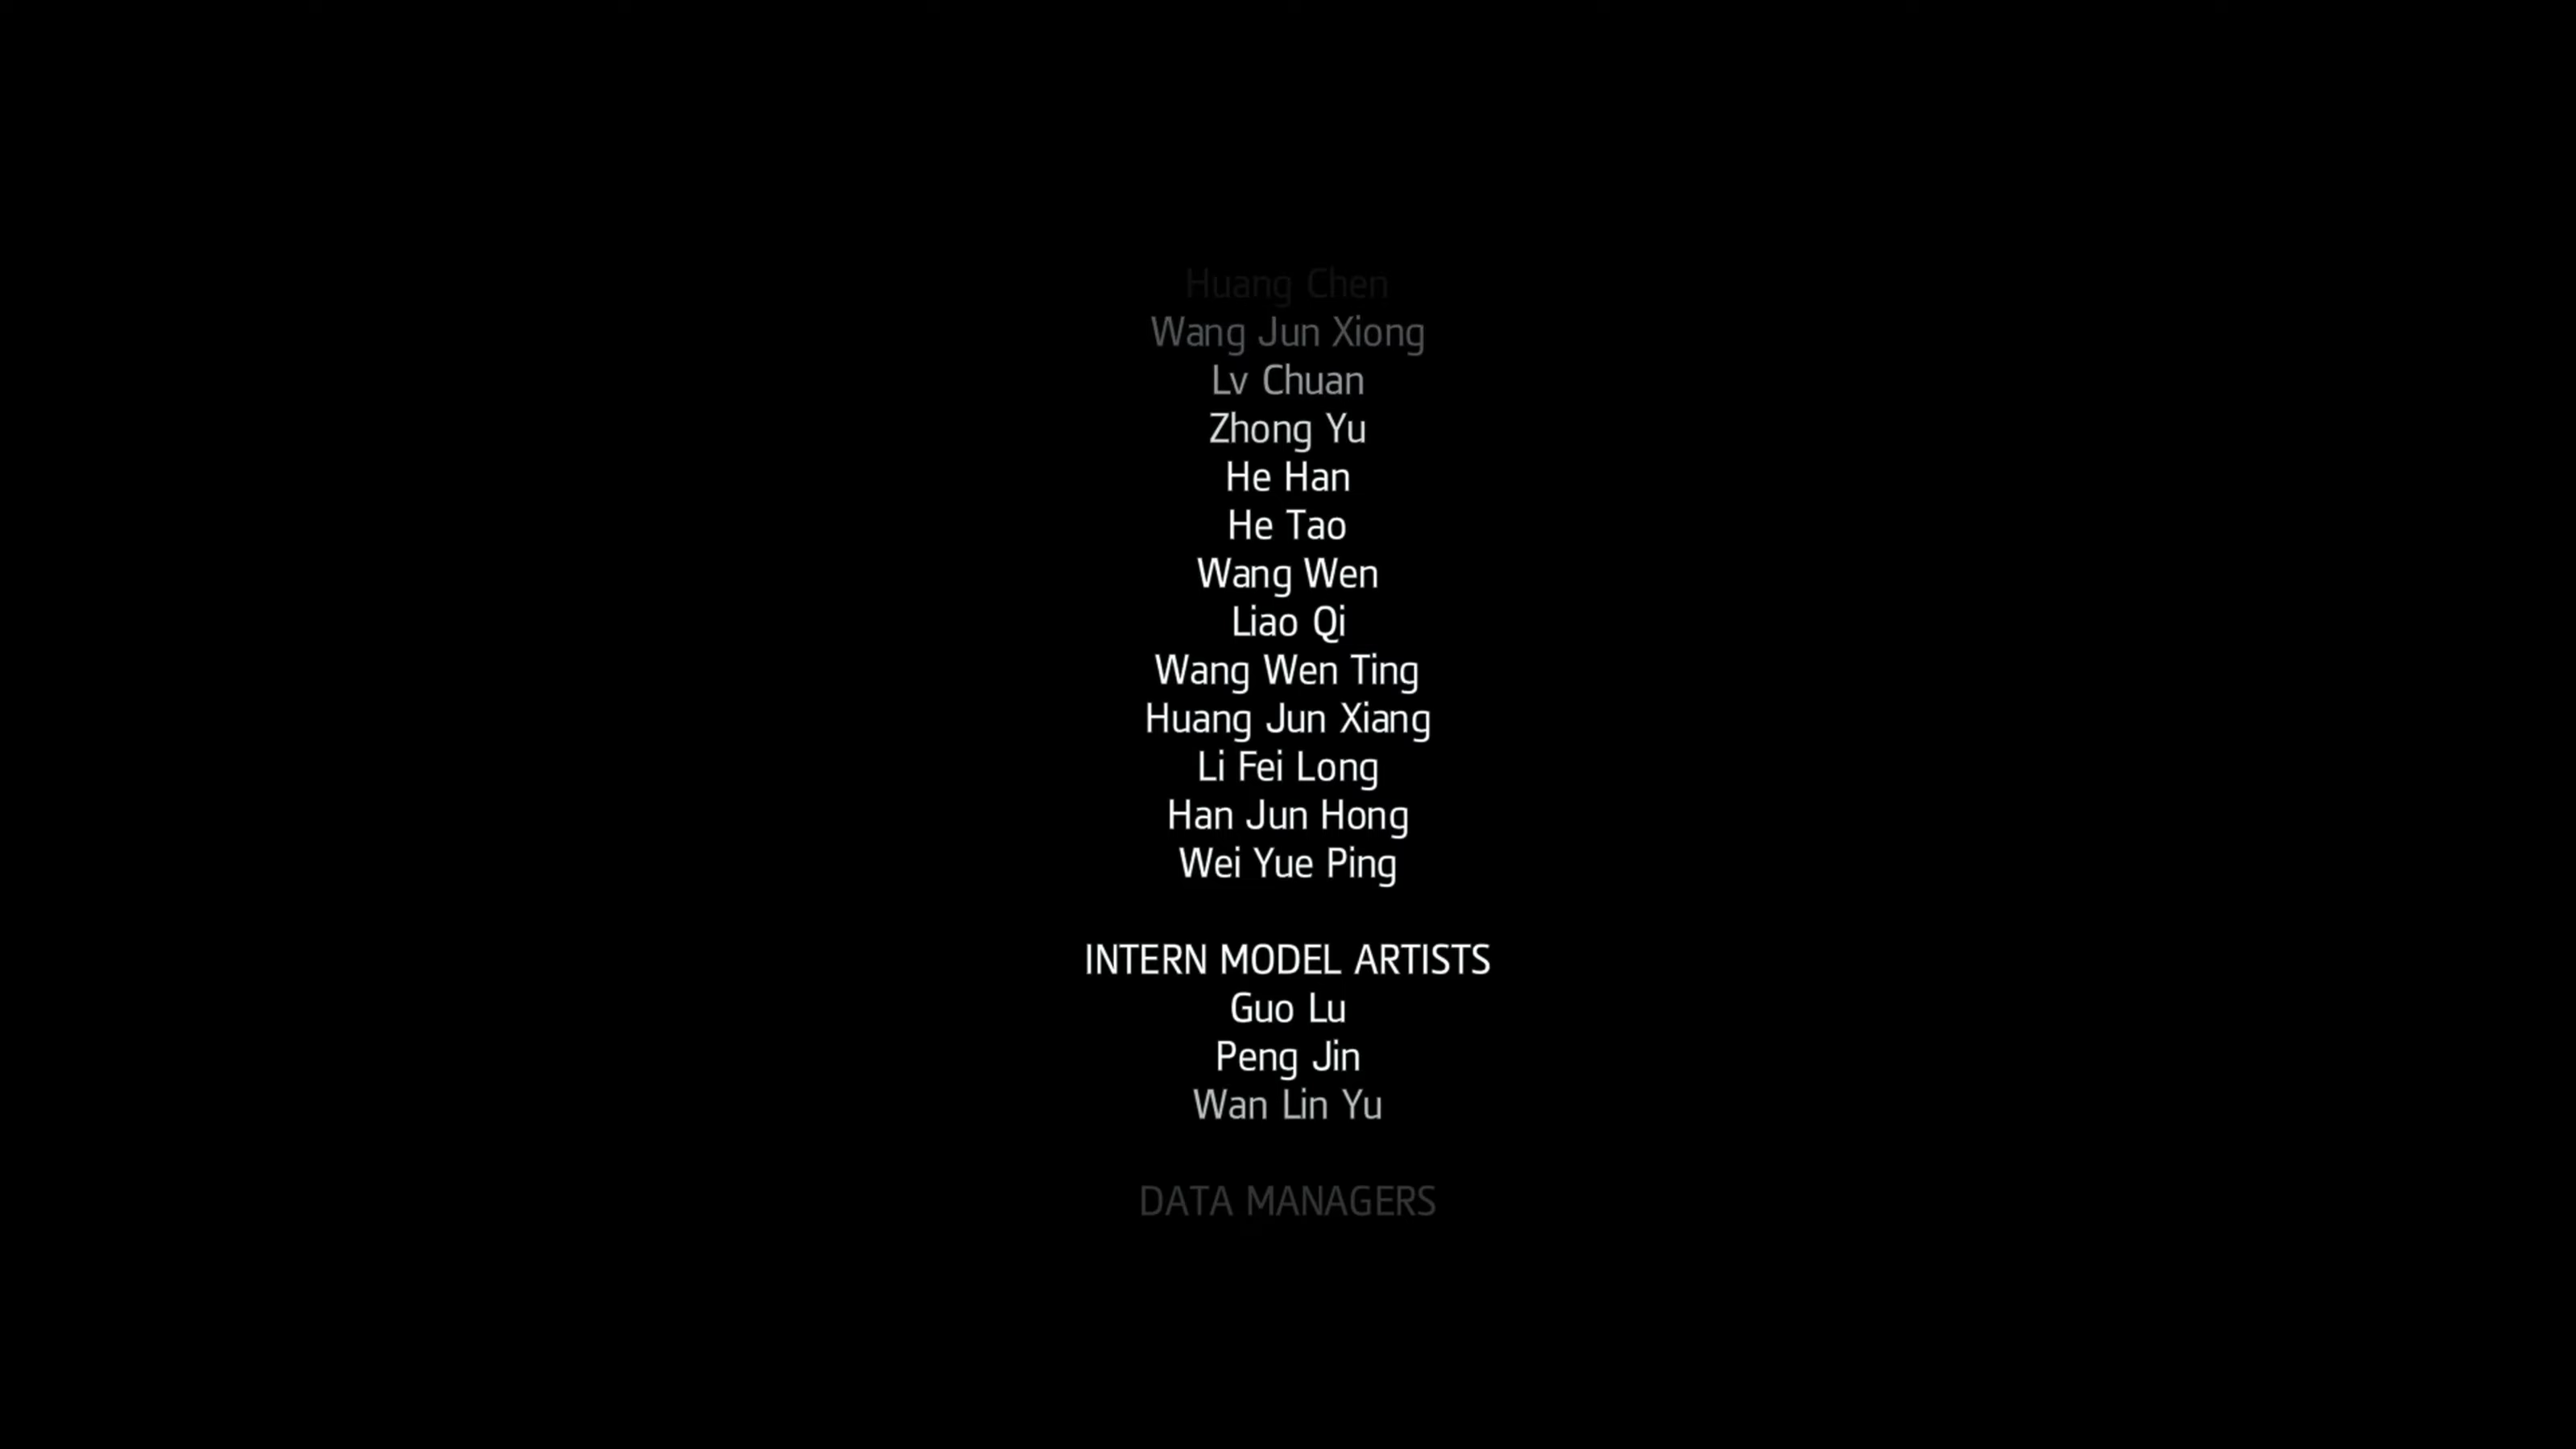 Huang Chen
Wang Jun Xiong
Lv Chuan
Zhong Yu
He Han
He Tao
Wang Wen
Liao Qi
Wang Wen Ting
Huang Jun Xiang
Li Fei Long
Han Jun Hong
Wei Yue Ping
INTERN MODEL ARTISTS
Guo Lu
Peng Jin
Wan Lin Yu
DATA MANAGERS